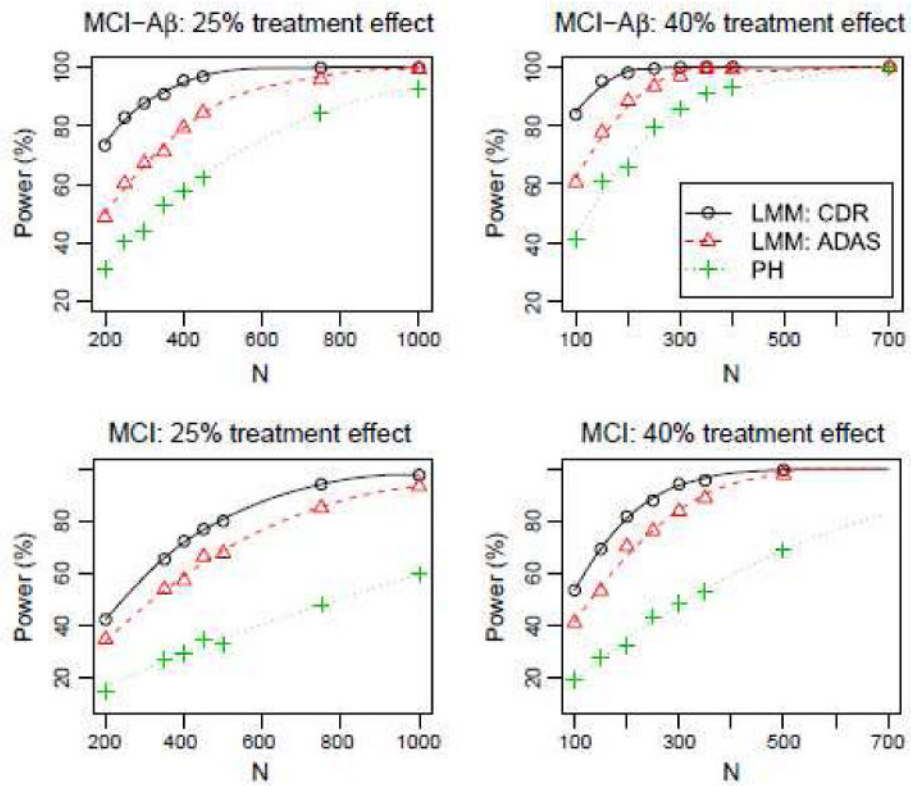 MCI−Aβ: 25% treatment effect
Power (%)
100
80
60
40
20
200 400 600 800 1000
N
MCI−Aβ: 40% treatment effect
Power (%)
100
80
60
40
20
LMM: CDR
LMM: ADAS
PH
100 300 500 700
N
MCI: 25% treatment effect
Power (%)
80
60
40
20
200 400 600 800 1000
N
MCI: 40% treatment effect
Power (%)
80
60
40
20
100 300 500 700
N